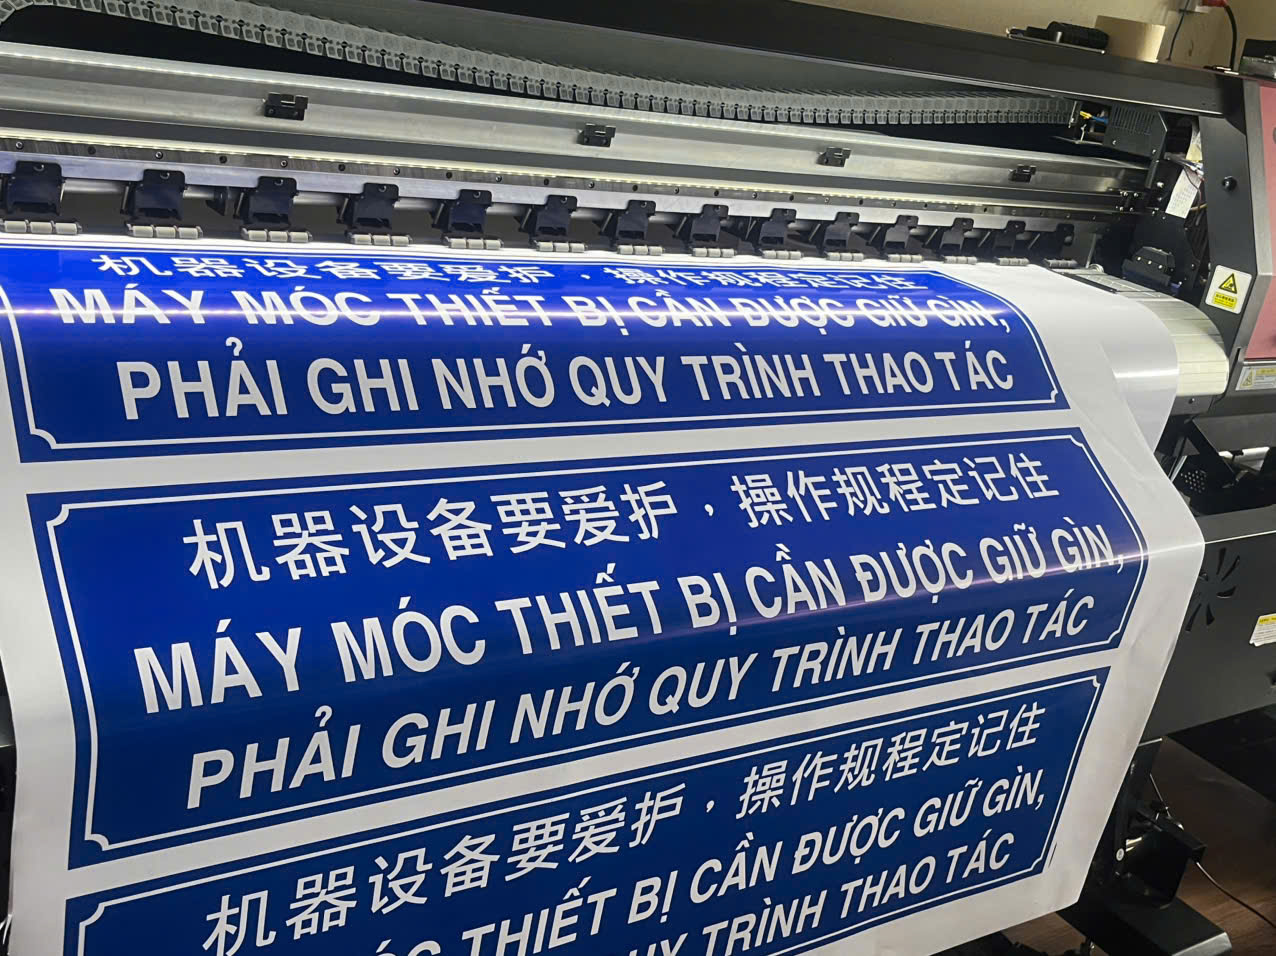 机器设备要爱护，操作规程定记住
MÁY MÓC THIẾT BỊ CẦN ĐƯỢC GIỮ GÌN,
PHẢI GHI NHỚ QUY TRÌNH THAO TÁC
机器设备要爱护，操作规程定记住
MÁY MÓC THIẾT BỊ CẦN ĐƯỢC GIỮ GÌN,
PHẢI GHI NHỚ QUY TRÌNH THAO TÁC
机器设备要爱护，操作规程定记住
MÓC THIẾT BỊ CẦN ĐƯỢC GIỮ GÌN,
QUY TRÌNH THAO TÁC